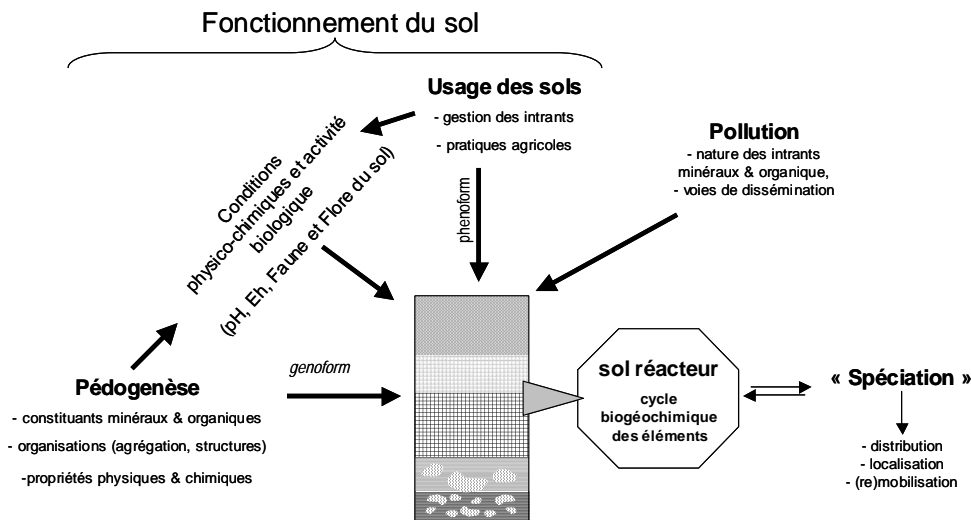 Fonctionnement du sol
Usage des sols
- gestion des intrants
- pratiques agricoles
Pollution
- nature des intrants
minéraux & organique,
- voies de dissémination
Conditions
physico-chimiques et activité
biologique
(pH, Eh, Faune et Flore du sol)
phenoform
genoform
Pédogenèse
- constituants minéraux & organiques
- organisations (agrégation, structures)
-propriétés physiques & chimiques
sol réacteur
cycle
biogéochimique
des éléments
« Spéciation »
- distribution
- localisation
- (re)mobilisation